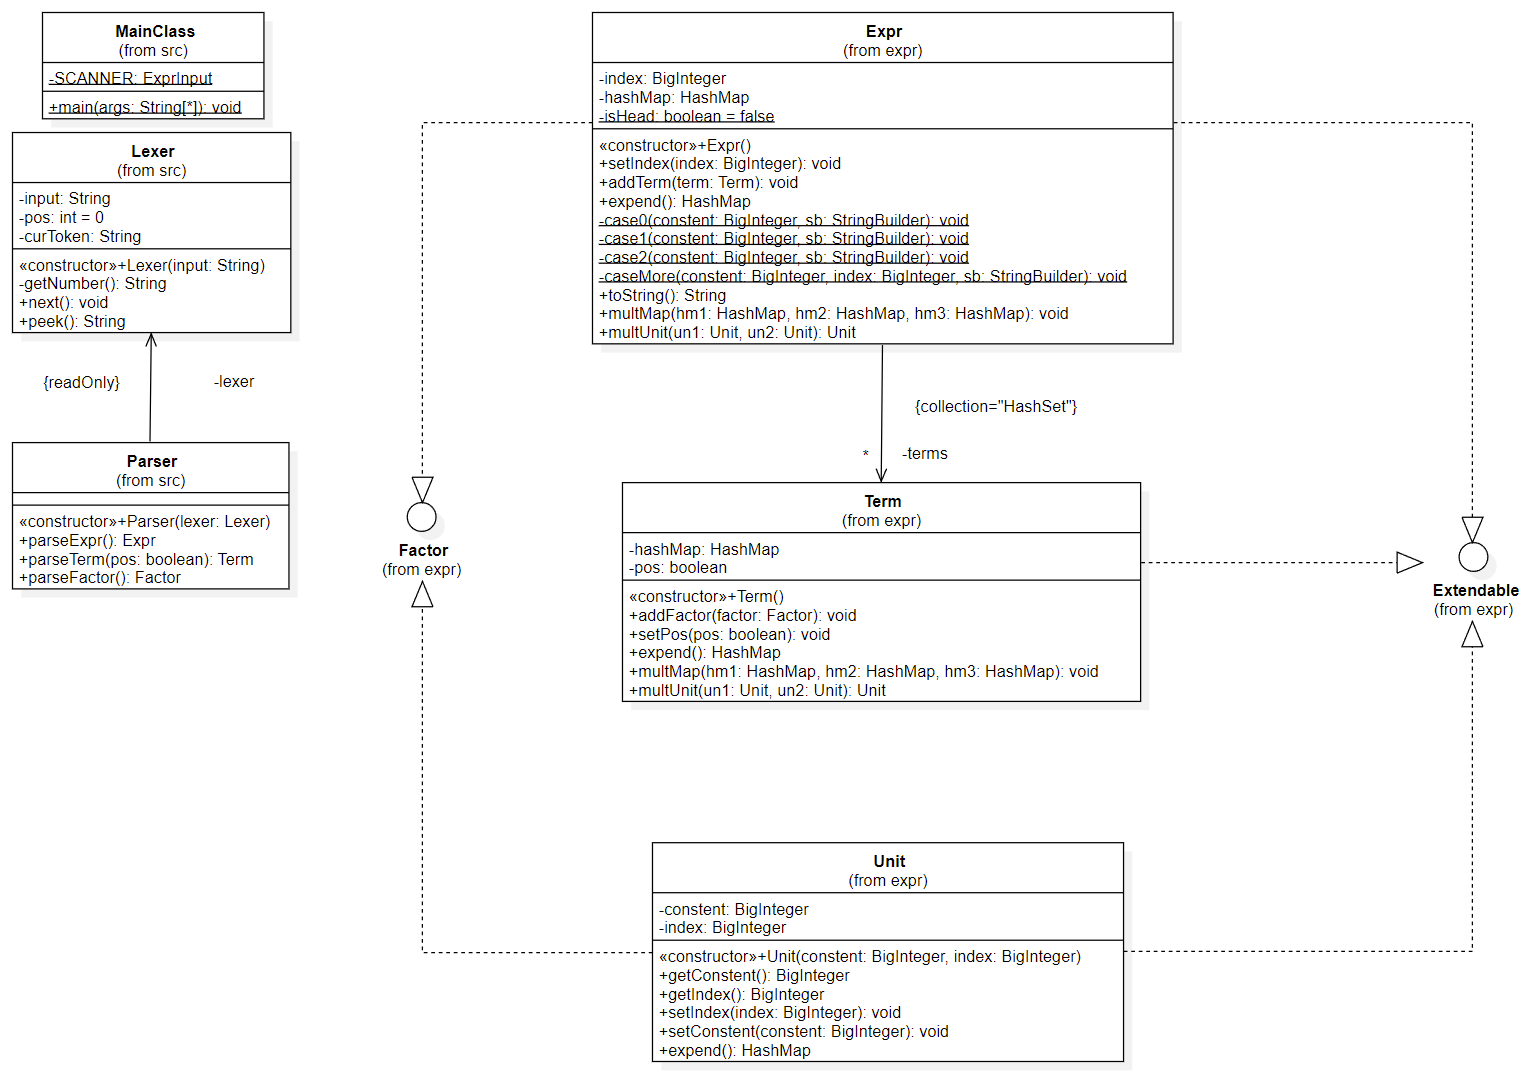 MainClass
(from src)
-SCANNER: ExprInput
+main(args: String[*]): void
Lexer
(from src)
-input: String
-pos: int = 0
-curToken: String
«constructor»+Lexer(input: String)
-getNumber(): String
+next(): void
+peek(): String
{readOnly}
-lexer
Parser
(from src)
«constructor»+Parser(lexer: Lexer)
+parseExpr(): Expr
+parseTerm(pos: boolean): Term
+parseFactor(): Factor
Factor
(from expr)
Expr
(from expr)
-index: BigInteger
-hashMap: HashMap
-isHead: boolean = false
«constructor»+Expr()
+setIndex(index: BigInteger): void
+addTerm(term: Term): void
+expend(): HashMap
-case0(constent: BigInteger, sb: StringBuilder): void
-case1(constent: BigInteger, sb: StringBuilder): void
-case2(constent: BigInteger, sb: StringBuilder): void
-caseMore(constent: BigInteger, index: BigInteger, sb: StringBuilder): void
+toString(): String
+multMap(hm1: HashMap, hm2: HashMap, hm3: HashMap): void
+multUnit(un1: Unit, un2: Unit): Unit
{collection="HashSet"}
* -terms
Term
(from expr)
-hashMap: HashMap
-pos: boolean
«constructor»+Term()
+addFactor(factor: Factor): void
+setPos(pos: boolean): void
+expend(): HashMap
+multMap(hm1: HashMap, hm2: HashMap, hm3: HashMap): void
+multUnit(un1: Unit, un2: Unit): Unit
Extendable
(from expr)
Unit
(from expr)
-constent: BigInteger
-index: BigInteger
«constructor»+Unit(constent: BigInteger, index: BigInteger)
+getConstent(): BigInteger
+getIndex(): BigInteger
+setIndex(index: BigInteger): void
+setConstent(constent: BigInteger): void
+expend(): HashMap